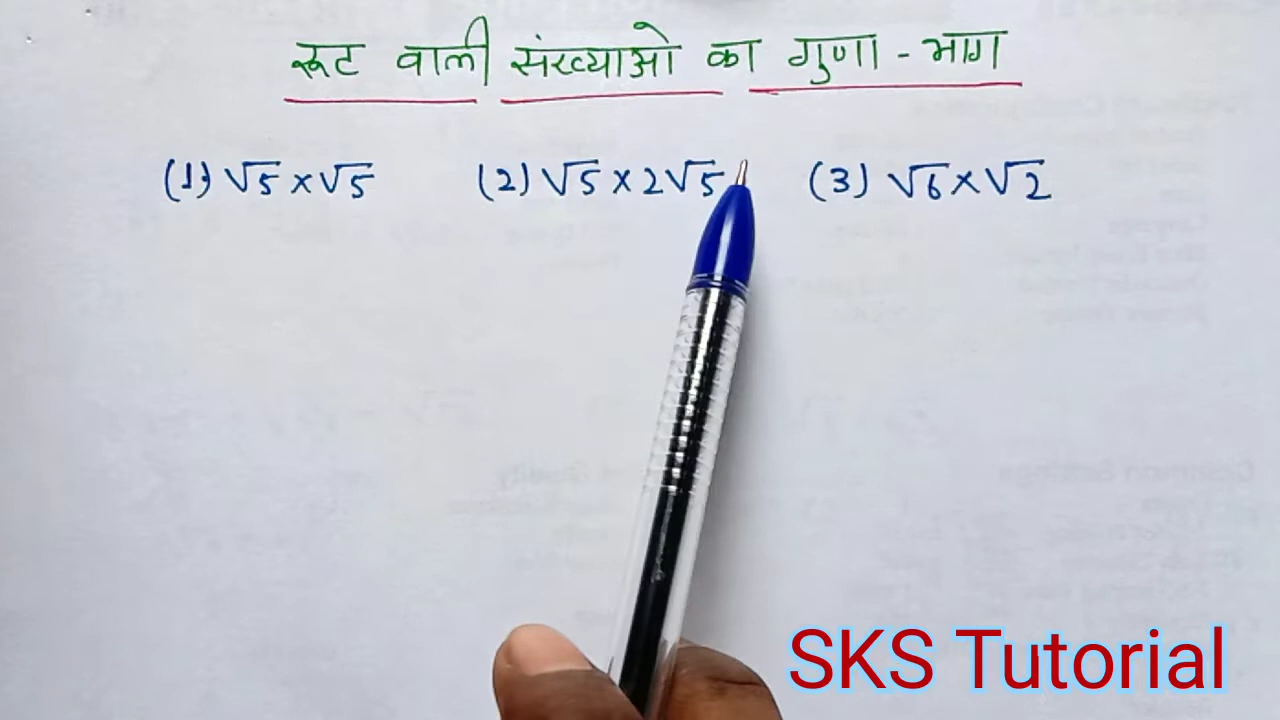 रूट वाली संख्याओ का गुणा - भाग
(1) √5 × √5 (2) √5 × 2√5 (3) √6 × √2
SKS Tutorial